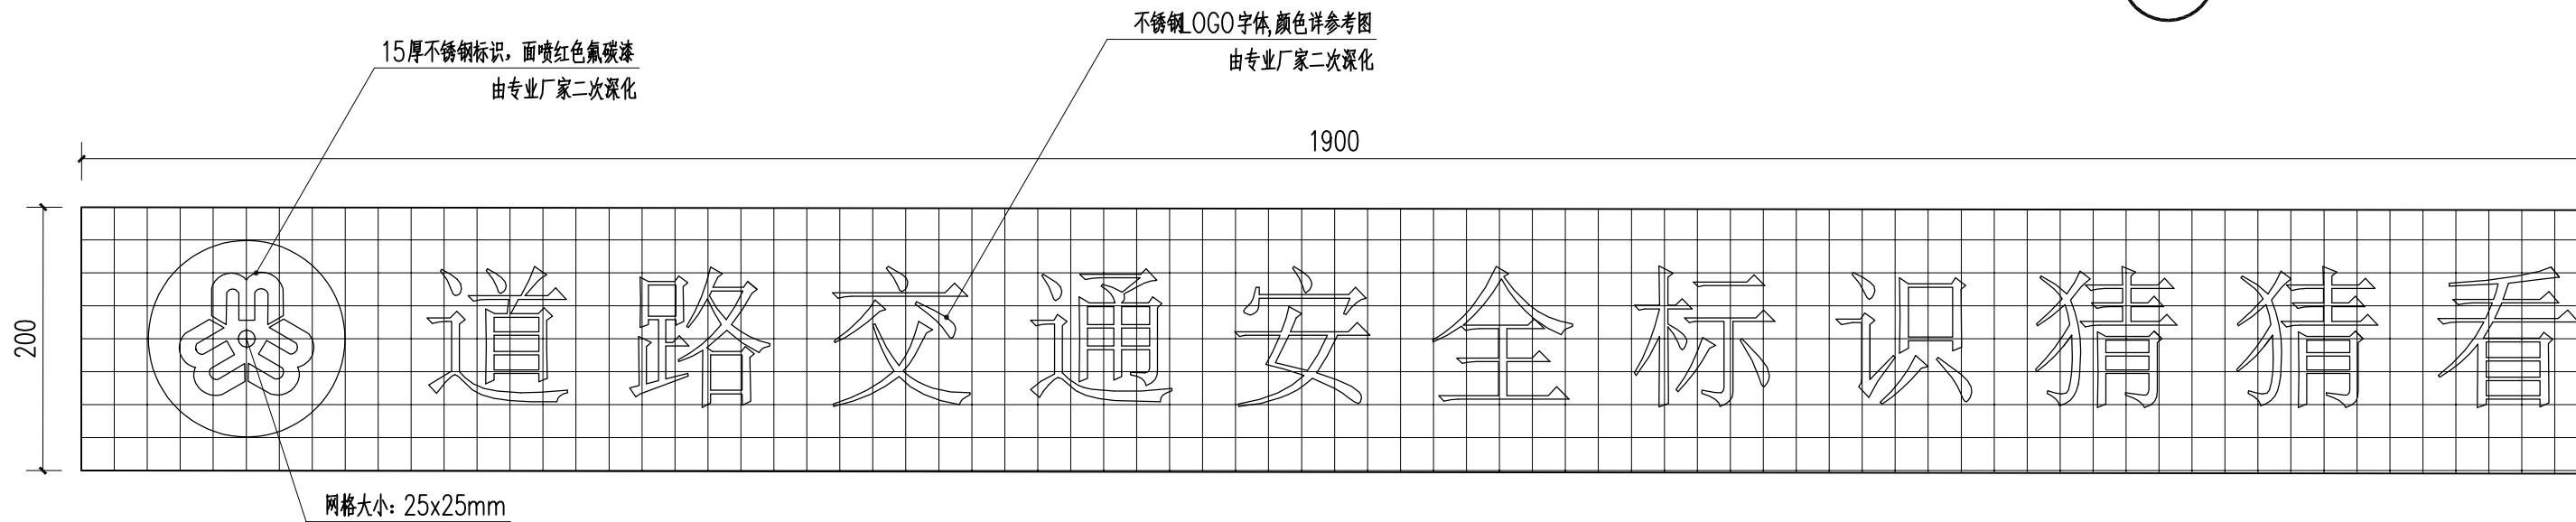 不锈钢LOGO字体,颜色详参考图
由专业厂家二次深化
15厚不锈钢标识，面喷红色氟碳漆
由专业厂家二次深化
1900
200
道路交通安全标识猜猜看
网格大小：25x25mm